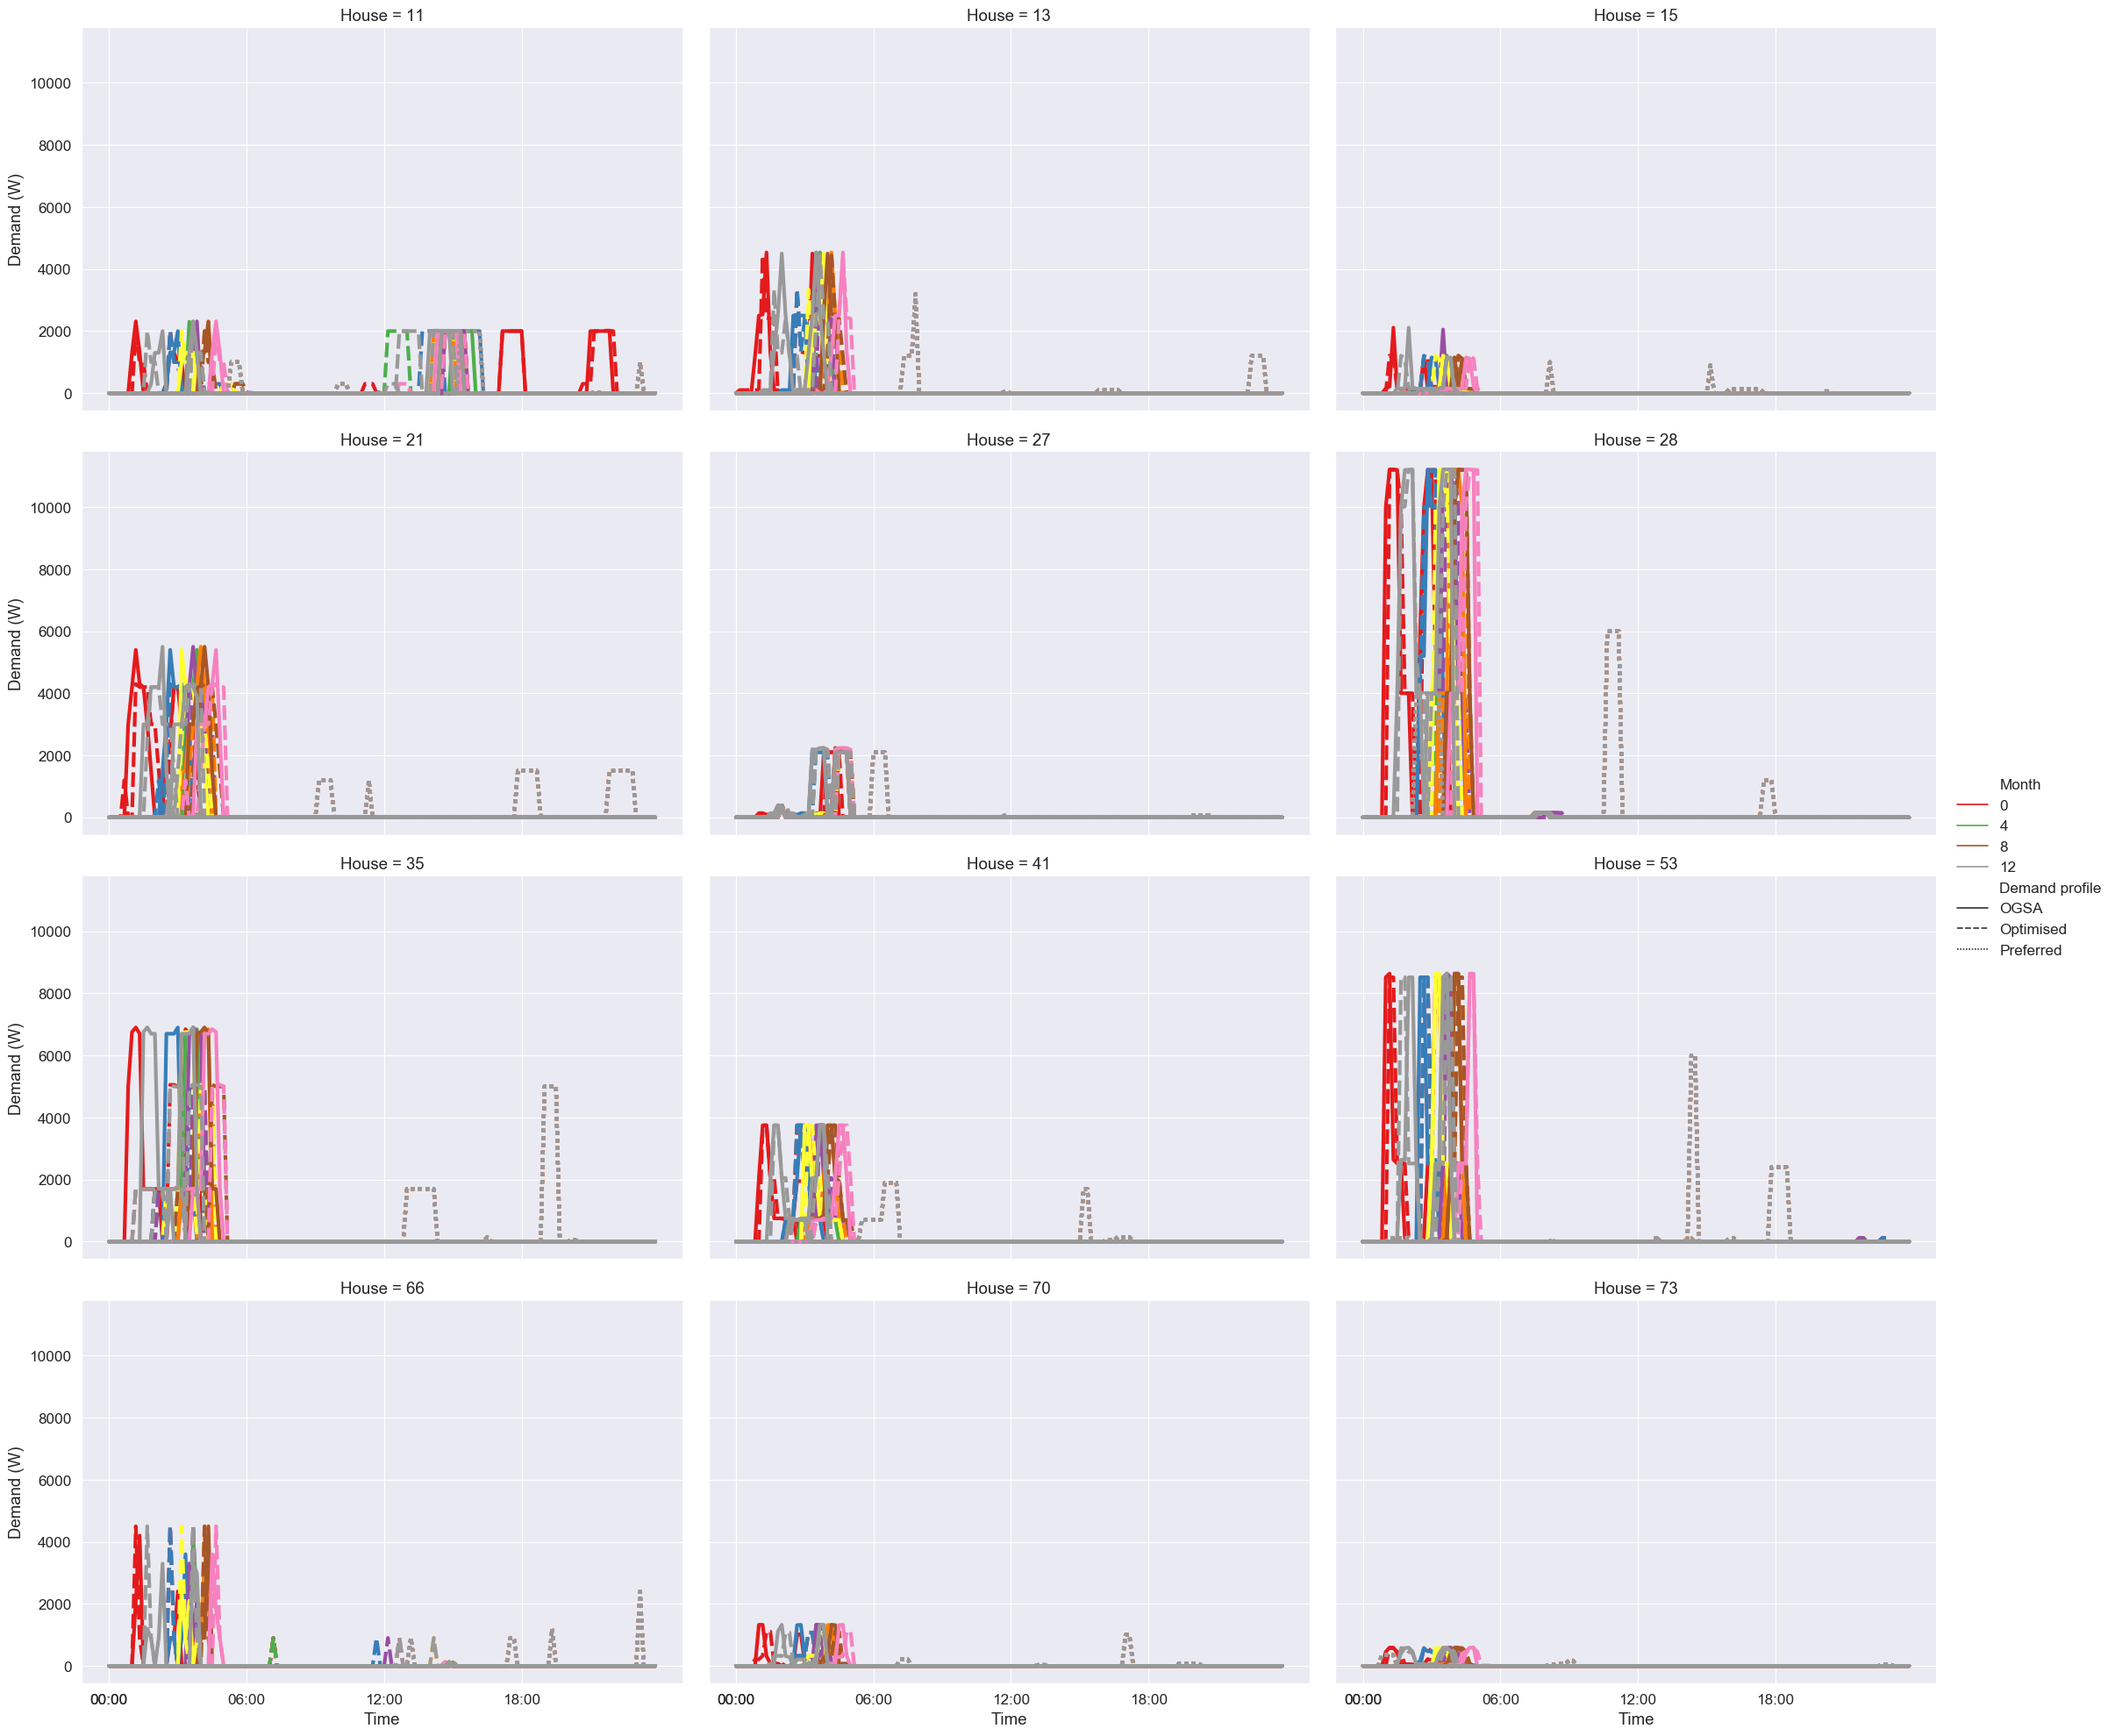 House = 11
House = 13
House = 15
10000
8000
6000
4000
2000
0
Demand (W)
House = 21
House = 27
House = 28
10000
8000
6000
4000
2000
0
Demand (W)
House = 35
House = 41
House = 53
10000
8000
6000
4000
2000
0
Demand (W)
House = 66
House = 70
House = 73
10000
8000
6000
4000
2000
0
Demand (W)
00:00 06:00 12:00 18:00
Time
00:00 06:00 12:00 18:00
Time
00:00 06:00 12:00 18:00
Time
Month
0
4
8
12
Demand profile
OGSA
Optimised
Preferred